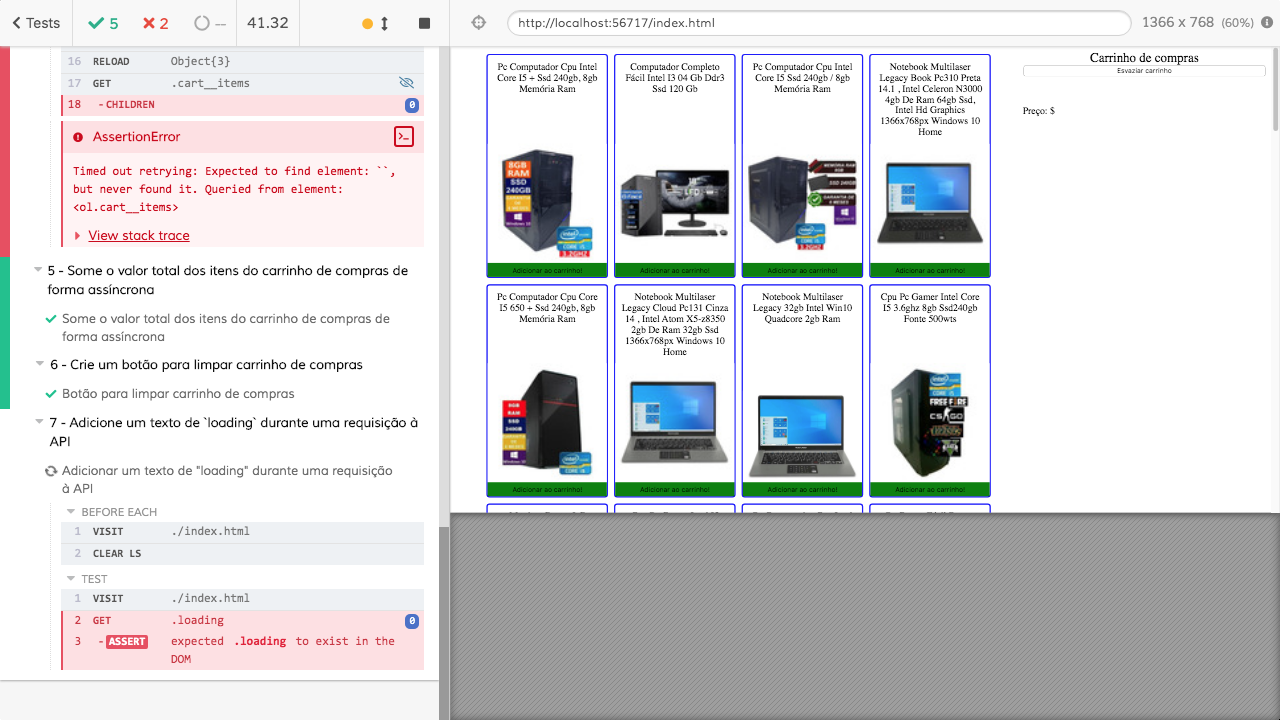 Tests
5
2
--
41.32
http://localhost:56717/index.html
1366 x 768 (60%)
16 RELOAD Object{3}
17 GET .cart__items
18 -CHILDREN 0
AssertionError
Timed out retrying: Expected to find element: ``,
but never found it. Queried from element:
<ol.cart__items>
View stack trace
5 - Some o valor total dos itens do carrinho de compras de
forma assíncrona
Some o valor total dos itens do carrinho de compras de
forma assíncrona
6 - Crie um botão para limpar carrinho de compras
Botão para limpar carrinho de compras
7 - Adicione um texto de `loading` durante uma requisição à
API
Adicionar um texto de "loading" durante uma requisição
à API
BEFORE EACH
1 VISIT ./index.html
2 CLEAR LS
TEST
1 VISIT ./index.html
2 GET .loading 0
3 -ASSERT expected .loading to exist in the
DOM
Pc Computador Cpu Intel
Core I5 + Ssd 240gb, 8gb
Memória Ram
Adicionar ao carrinho!
Computador Completo
Fácil Intel I3 04 Gb Ddr3
Ssd 120 Gb
Adicionar ao carrinho!
Pc Computador Cpu Intel
Core I5 Ssd 240gb / 8gb
Memória Ram
Adicionar ao carrinho!
Notebook Multilaser
Legacy Book Pc310 Preta
14.1 , Intel Celeron N3000
4gb De Ram 64gb Ssd,
Intel Hd Graphics
1366x768px Windows 10
Home
Adicionar ao carrinho!
Pc Computador Cpu Core
I5 650 + Ssd 240gb, 8gb
Memória Ram
Adicionar ao carrinho!
Notebook Multilaser
Legacy Cloud Pc131 Cinza
14 , Intel Atom X5-z8350
2gb De Ram 32gb Ssd
1366x768px Windows 10
Home
Adicionar ao carrinho!
Notebook Multilaser
Legacy 32gb Intel Win10
Quadcore 2gb Ram
Adicionar ao carrinho!
Cpu Pc Gamer Intel Core
I5 3.6ghz 8gb Ssd240gb
Fonte 500wts
FREE FIRE
CS:GO
Adicionar ao carrinho!
Carrinho de compras
Esvaziar carrinho
Preço: $